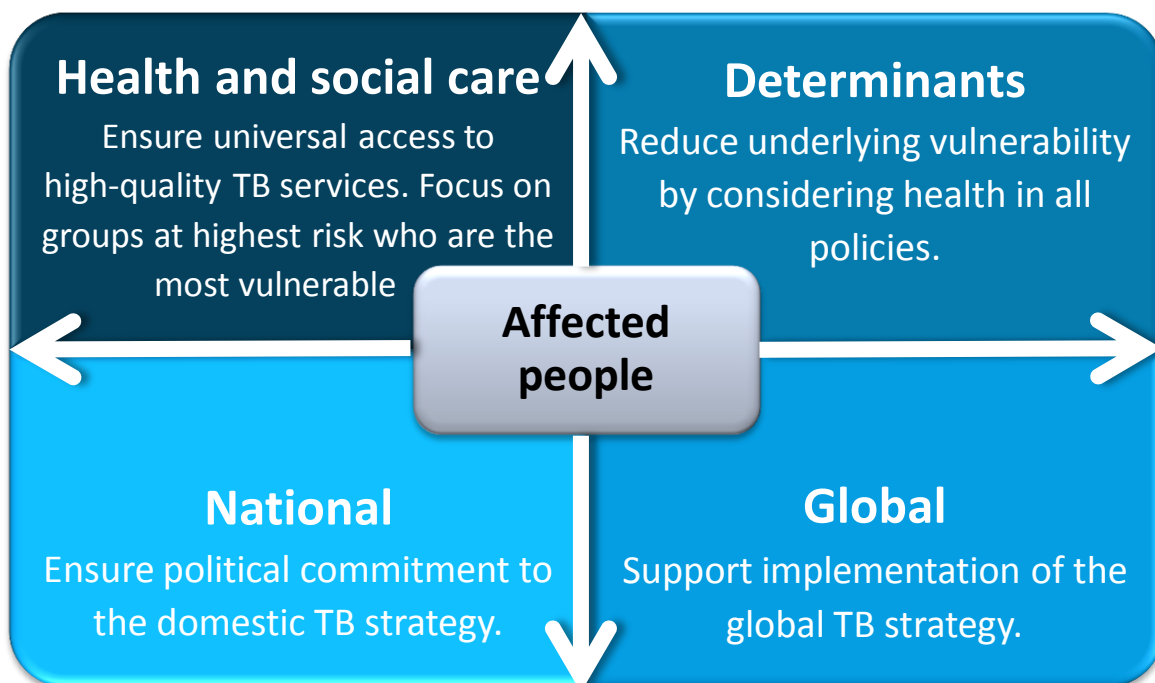 Health and social care
Ensure universal access to
high-quality TB services. Focus on
groups at highest risk who are the
most vulnerable
Determinants
Reduce underlying vulnerability
by considering health in all
policies.
Affected
people
National
Ensure political commitment to
the domestic TB strategy.
Global
Support implementation of the
global TB strategy.